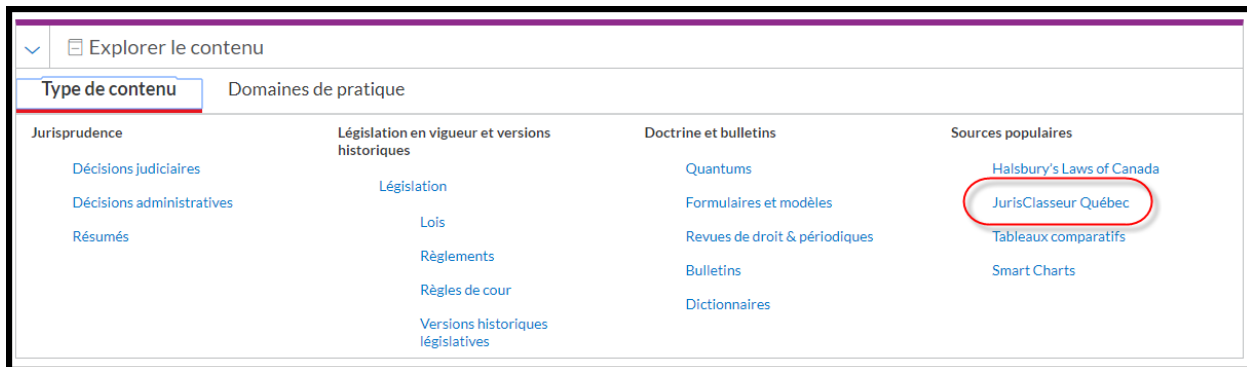 Explorer le contenu
Type de contenu
Domaines de pratique
Jurisprudence
Décisions judiciaires
Décisions administratives
Résumés
Législation en vigueur et versions
historiques
Législation
Lois
Règlements
Règles de cour
Versions historiques
législatives
Doctrine et bulletins
Quantums
Formulaires et modèles
Revues de droit & périodiques
Bulletins
Dictionnaires
Sources populaires
Halsbury's Laws of Canada
JurisClasseur Québec
Tableaux comparatifs
Smart Charts